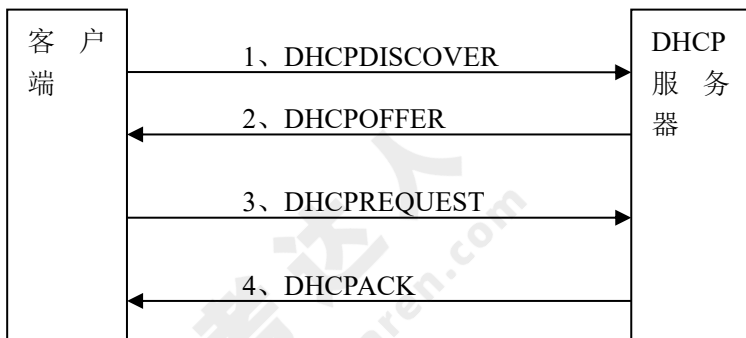 客户
端
1、DHCPDISCOVER
2、DHCPOFFER
3、DHCPREQUEST
4、DHCPACK
DHCP
服务
器